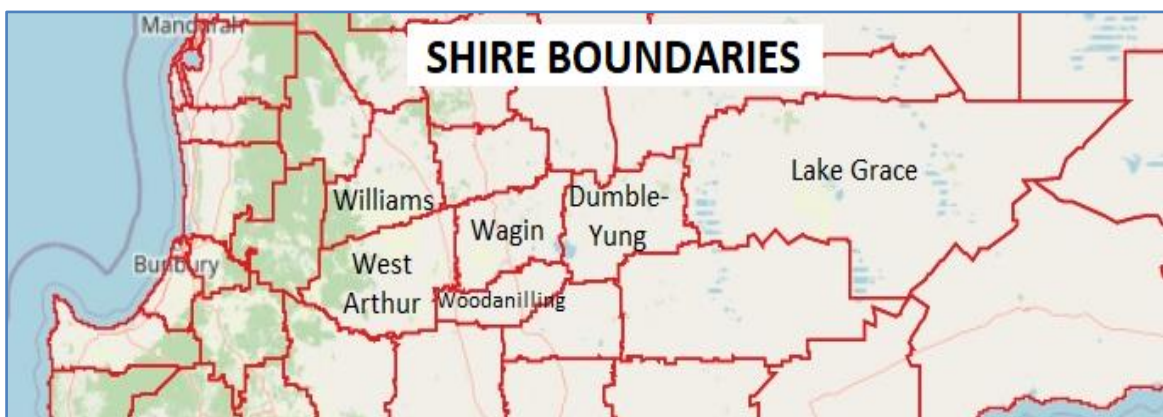 Mandurah
SHIRE BOUNDARIES
Lake Grace
Williams
Dumble-
Yung
Wagin
West
Arthur
Bunbury
Woodanilling